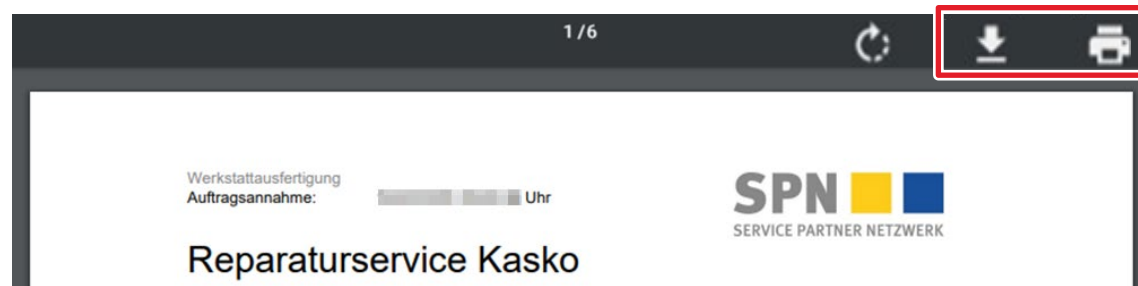 1/6
Werkstattausfertigung
Auftragsannahme: Uhr
SPN
SERVICE PARTNER NETZWERK
Reparaturservice Kasko